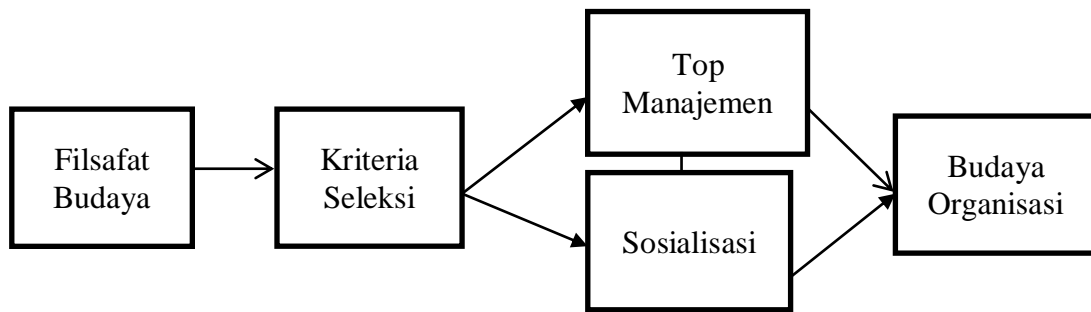 Filsafat
Budaya
Kriteria
Seleksi
Top
Manajemen
Sosialisasi
Budaya
Organisasi